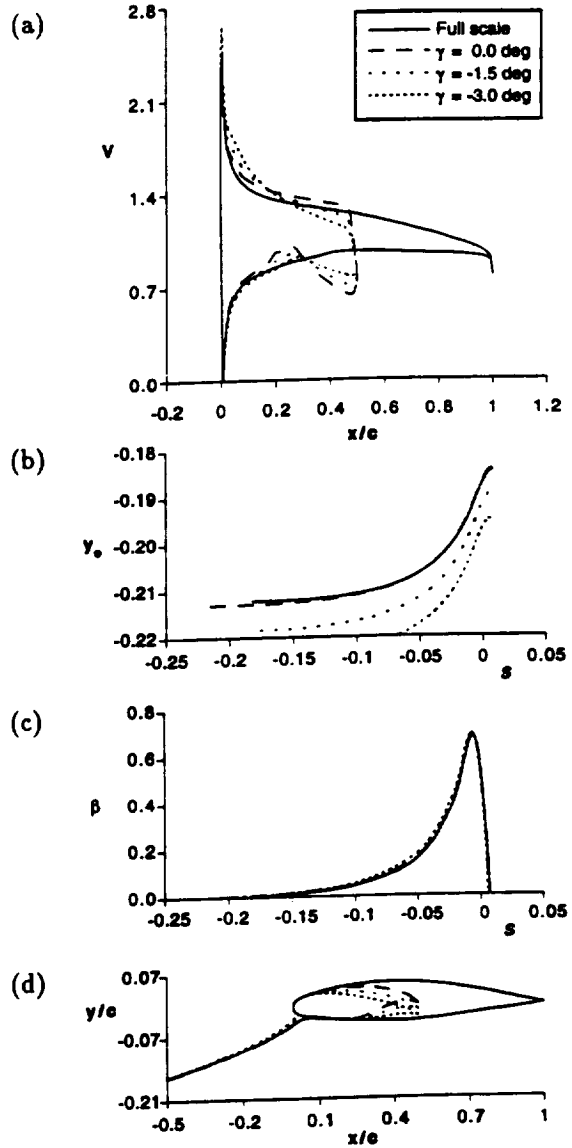 (a)
2.8
2.1
V
1.4
0.7
0.0
-0.2 0 0.2 0.4 0.6 0.8 1 1.2
x/c
Full scale
γ = 0.0 deg
γ = -1.5 deg
γ = -3.0 deg
(b)
-0.18
-0.19
yₒ -0.20
-0.21
-0.22
-0.25 -0.2 -0.15 -0.1 -0.05 0 0.05
s
(c)
0.8
0.6
β 0.4
0.2
0.0
-0.25 -0.2 -0.15 -0.1 -0.05 0 0.05
s
(d)
0.07
y/c
-0.07
-0.21
-0.5 -0.2 0.1 0.4 0.7 1
x/c